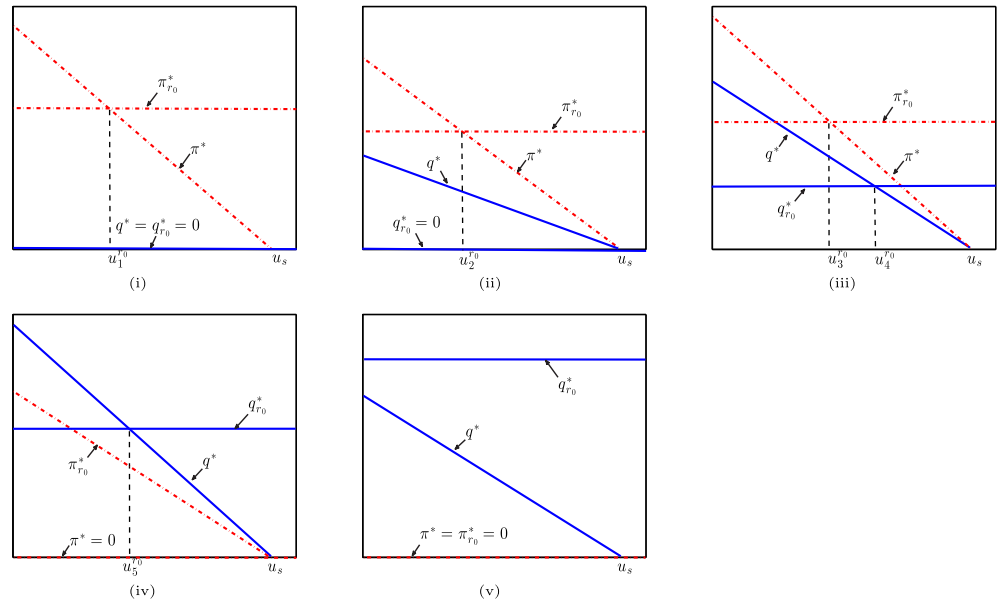 π*_{r_0}
π*
q* = q*_{r_0} = 0
u_1^{r_0} u_s
(i)
π*_{r_0}
π*
q*
q*_{r_0} = 0
u_2^{r_0} u_s
(ii)
π*_{r_0}
q* π*
q*_{r_0}
u_3^{r_0} u_4^{r_0} u_s
(iii)
q*_{r_0}
π*_{r_0} q*
π* = 0
u_5^{r_0} u_s
(iv)
q*_{r_0}
q*
π* = π*_{r_0} = 0
u_s
(v)